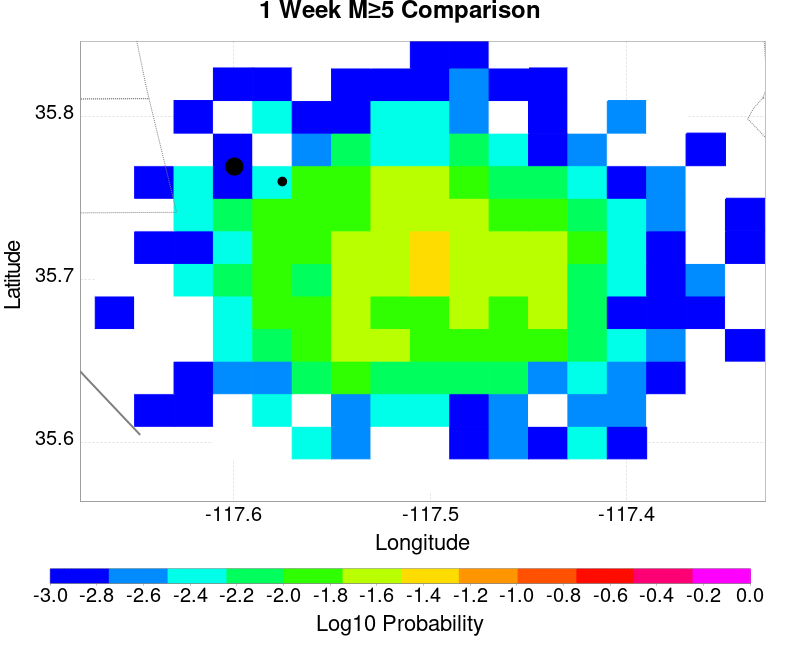 1 Week M≥5 Comparison
35.8
35.7
35.6
Latitude
-117.6 -117.5 -117.4
Longitude
-3.0 -2.8 -2.6 -2.4 -2.2 -2.0 -1.8 -1.6 -1.4 -1.2 -1.0 -0.8 -0.6 -0.4 -0.2 0.0
Log10 Probability